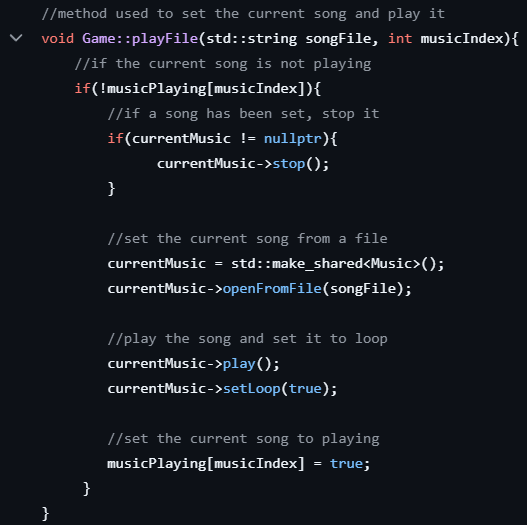 //method used to set the current song and play it
void Game::playFile(std::string songFile, int musicIndex){
    //if the current song is not playing
    if(!musicPlaying[musicIndex]){
        //if a song has been set, stop it
        if(currentMusic != nullptr){
              currentMusic->stop();
        }

        //set the current song from a file
        currentMusic = std::make_shared<Music>();
        currentMusic->openFromFile(songFile);

        //play the song and set it to loop
        currentMusic->play();
        currentMusic->setLoop(true);

        //set the current song to playing
        musicPlaying[musicIndex] = true;
     }
}